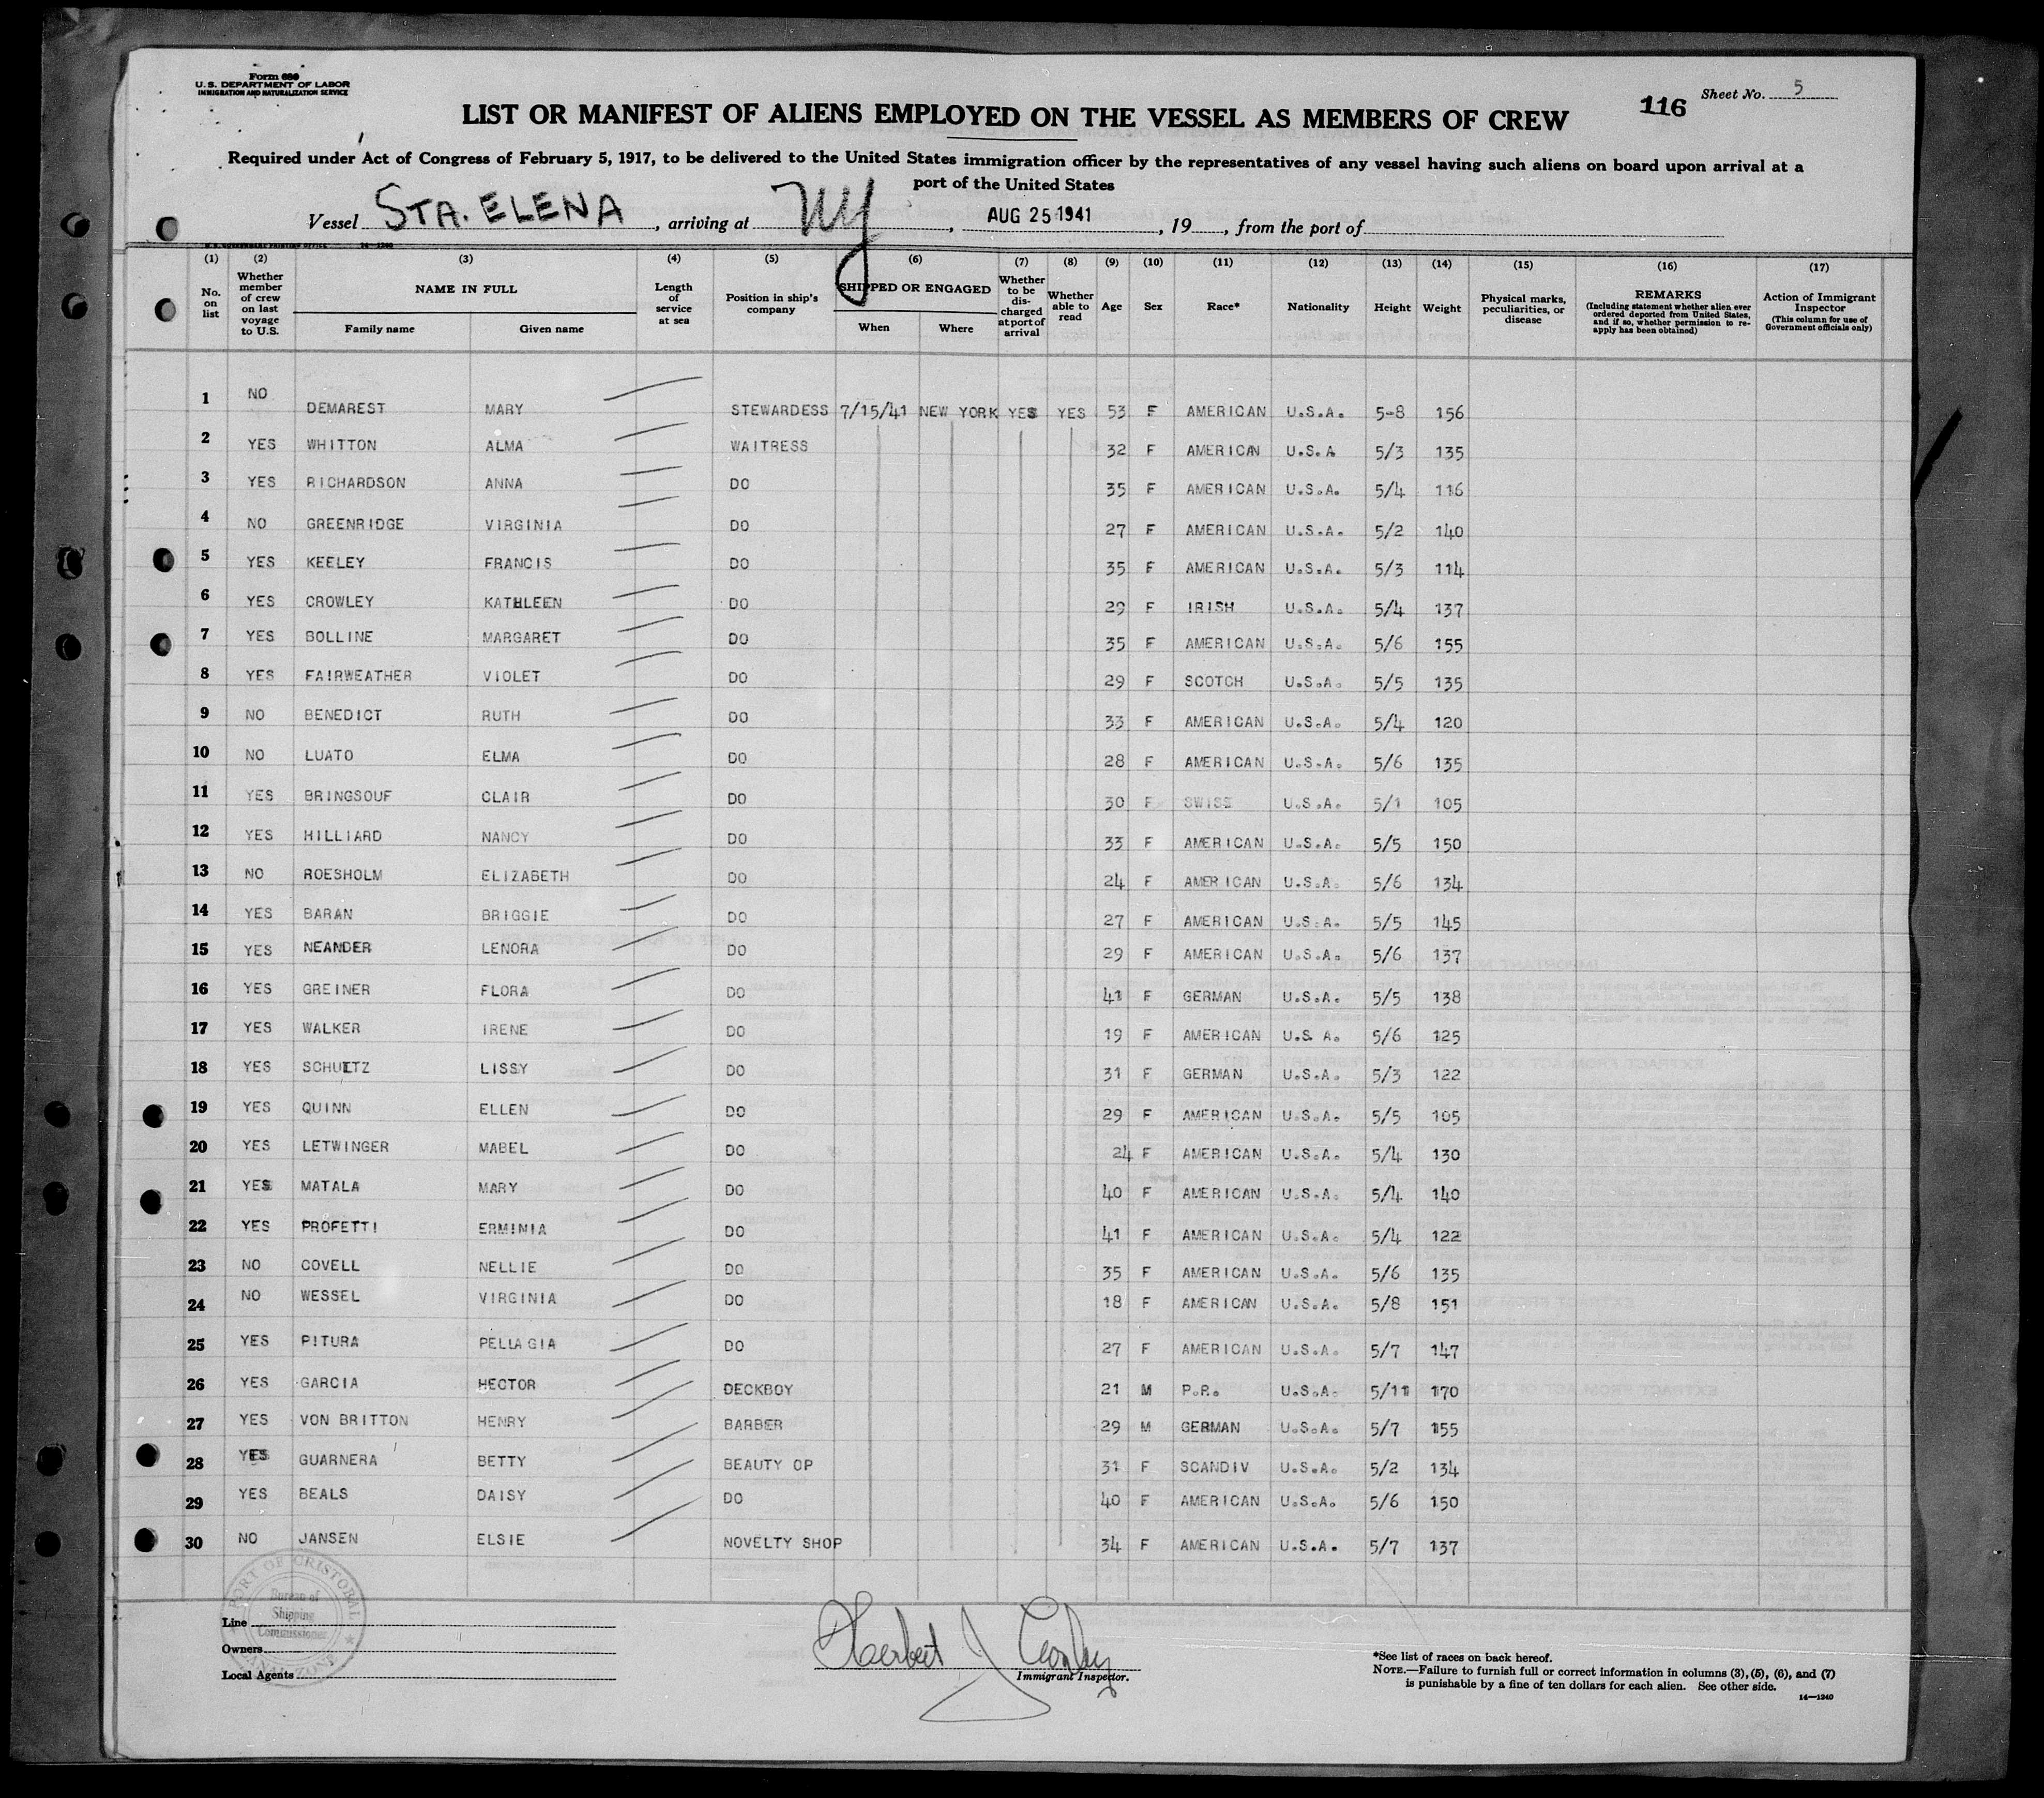 Form 680
U.S. DEPARTMENT OF LABOR
IMMIGRATION AND NATURALIZATION SERVICE
Sheet No. 5
116
LIST OR MANIFEST OF ALIENS EMPLOYED ON THE VESSEL AS MEMBERS OF CREW
Required under Act of Congress of February 5, 1917, to be delivered to the United States immigration officer by the representatives of any vessel having such aliens on board upon arrival at a
port of the United States
Vessel STA. ELENA, arriving at NY, AUG 25 1941, 19, from the port of
U.S. GOVERNMENT PRINTING OFFICE 14-1240
(1) (2) (3) (4) (5) (6) (7) (8) (9) (10) (11) (12) (13) (14) (15) (16) (17)
No. on list
Whether member of crew on last voyage to U.S.
NAME IN FULL
Family name
Given name
Length of service at sea
Position in ship's company
SHIPPED OR ENGAGED
When
Where
Whether to be discharged at port of arrival
Whether able to read
Age
Sex
Race*
Nationality
Height
Weight
Physical marks, peculiarities, or disease
REMARKS
(Including statement whether alien ever ordered deported from United States, and if so, whether permission to reapply has been obtained)
Action of Immigrant Inspector
(This column for use of Government officials only)
1 NO DEMAREST MARY STEWARDESS 7/15/41 NEW YORK YES YES 53 F AMERICAN U.S.A. 5-8 156
2 YES WHITTON ALMA WAITRESS 32 F AMERICAN U.S.A 5/3 135
3 YES RICHARDSON ANNA DO 35 F AMERICAN U.S.A. 5/4 116
4 NO GREENRIDGE VIRGINIA DO 27 F AMERICAN U.S.A. 5/2 140
5 YES KEELEY FRANCIS DO 35 F AMERICAN U.S.A. 5/3 114
6 YES CROWLEY KATHLEEN DO 29 F IRISH U.S.A. 5/4 137
7 YES BOLLINE MARGARET DO 35 F AMERICAN U.S.A. 5/6 155
8 YES FAIRWEATHER VIOLET DO 29 F SCOTCH U.S.A. 5/5 135
9 NO BENEDICT RUTH DO 33 F AMERICAN U.S.A. 5/4 120
10 NO LUATO ELMA DO 28 F AMERICAN U.S.A. 5/6 135
11 YES BRINGSOUF CLAIR DO 30 F SWISS U.S.A. 5/1 105
12 YES HILLIARD NANCY DO 33 F AMERICAN U.S.A. 5/5 150
13 NO ROESHOLM ELIZABETH DO 24 F AMERICAN U.S.A. 5/6 134
14 YES BARAN BRIGGIE DO 27 F AMERICAN U.S.A. 5/5 145
15 YES NEANDER LENORA DO 29 F AMERICAN U.S.A. 5/6 137
16 YES GREINER FLORA DO 41 F GERMAN U.S.A. 5/5 138
17 YES WALKER IRENE DO 19 F AMERICAN U.S A. 5/6 125
18 YES SCHULTZ LISSY DO 31 F GERMAN U.S.A. 5/3 122
19 YES QUINN ELLEN DO 29 F AMERICAN U.S.A. 5/5 105
20 YES LETWINGER MABEL DO 24 F AMERICAN U.S.A. 5/4 130
21 YES MATALA MARY DO 40 F AMERICAN U.S.A. 5/4 140
22 YES PROFETTI ERMINIA DO 41 F AMERICAN U.S.A. 5/4 122
23 NO COVELL NELLIE DO 35 F AMERICAN U.S.A. 5/6 135
24 NO WESSEL VIRGINIA DO 18 F AMERICAN U.S.A. 5/8 151
25 YES PITURA PELLAGIA DO 27 F AMERICAN U.S.A. 5/7 147
26 YES GARCIA HECTOR DECKBOY 21 M P.R. U.S.A. 5/11 170
27 YES VON BRITTON HENRY BARBER 29 M GERMAN U.S.A. 5/7 155
28 YES GUARNERA BETTY BEAUTY OP 31 F SCANDIV U.S.A. 5/2 134
29 YES BEALS DAISY DO 40 F AMERICAN U.S.A. 5/6 150
30 NO JANSEN ELSIE NOVELTY SHOP 34 F AMERICAN U.S.A. 5/7 137
PORT OF CRISTOBAL
Bureau of
Shipping
Commissioner
CANAL ZONE
Line
Owners
Local Agents
Herbert J
Immigrant Inspector.
*See list of races on back hereof.
NOTE.—Failure to furnish full or correct information in columns (3), (5), (6), and (7)
is punishable by a fine of ten dollars for each alien. See other side.
14—1240